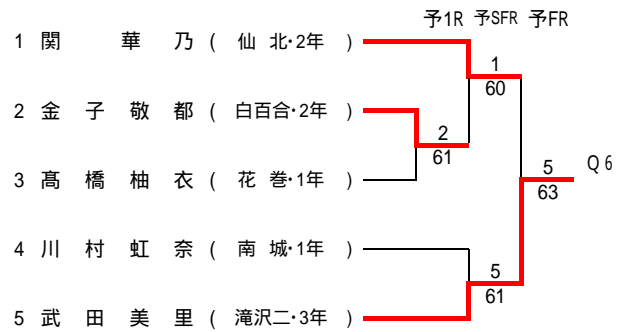 予1R 予SFR 予FR
1 関 華 乃 ( 仙 北・2年 )
1
60
2 金 子 敬 都 ( 白百合・2年 )
2
61
3 髙 橋 柚 衣 ( 花 巻・1年 )
5
63
Q6
4 川 村 虹 奈 ( 南 城・1年 )
5
61
5 武 田 美 里 ( 滝沢二・3年 )